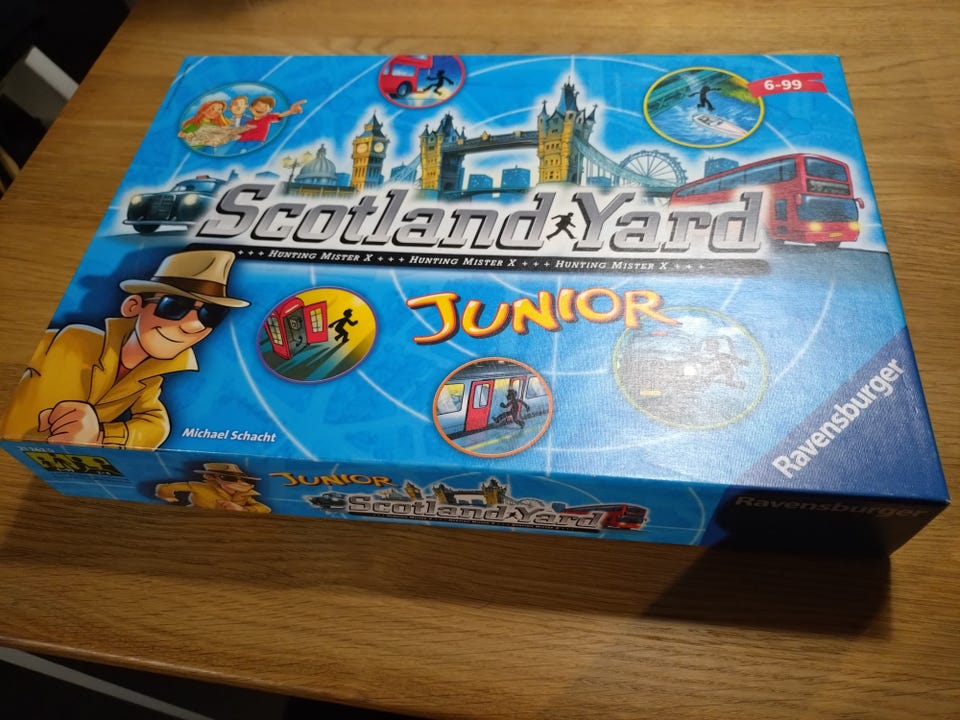 6-99
Scotland Yard
+ + + HUNTING MISTER X + + + HUNTING MISTER X + + + HUNTING MISTER X + + +
JUNIOR
Michael Schacht
Ravensburger
JUNIOR
Scotland Yard
Ravensburger